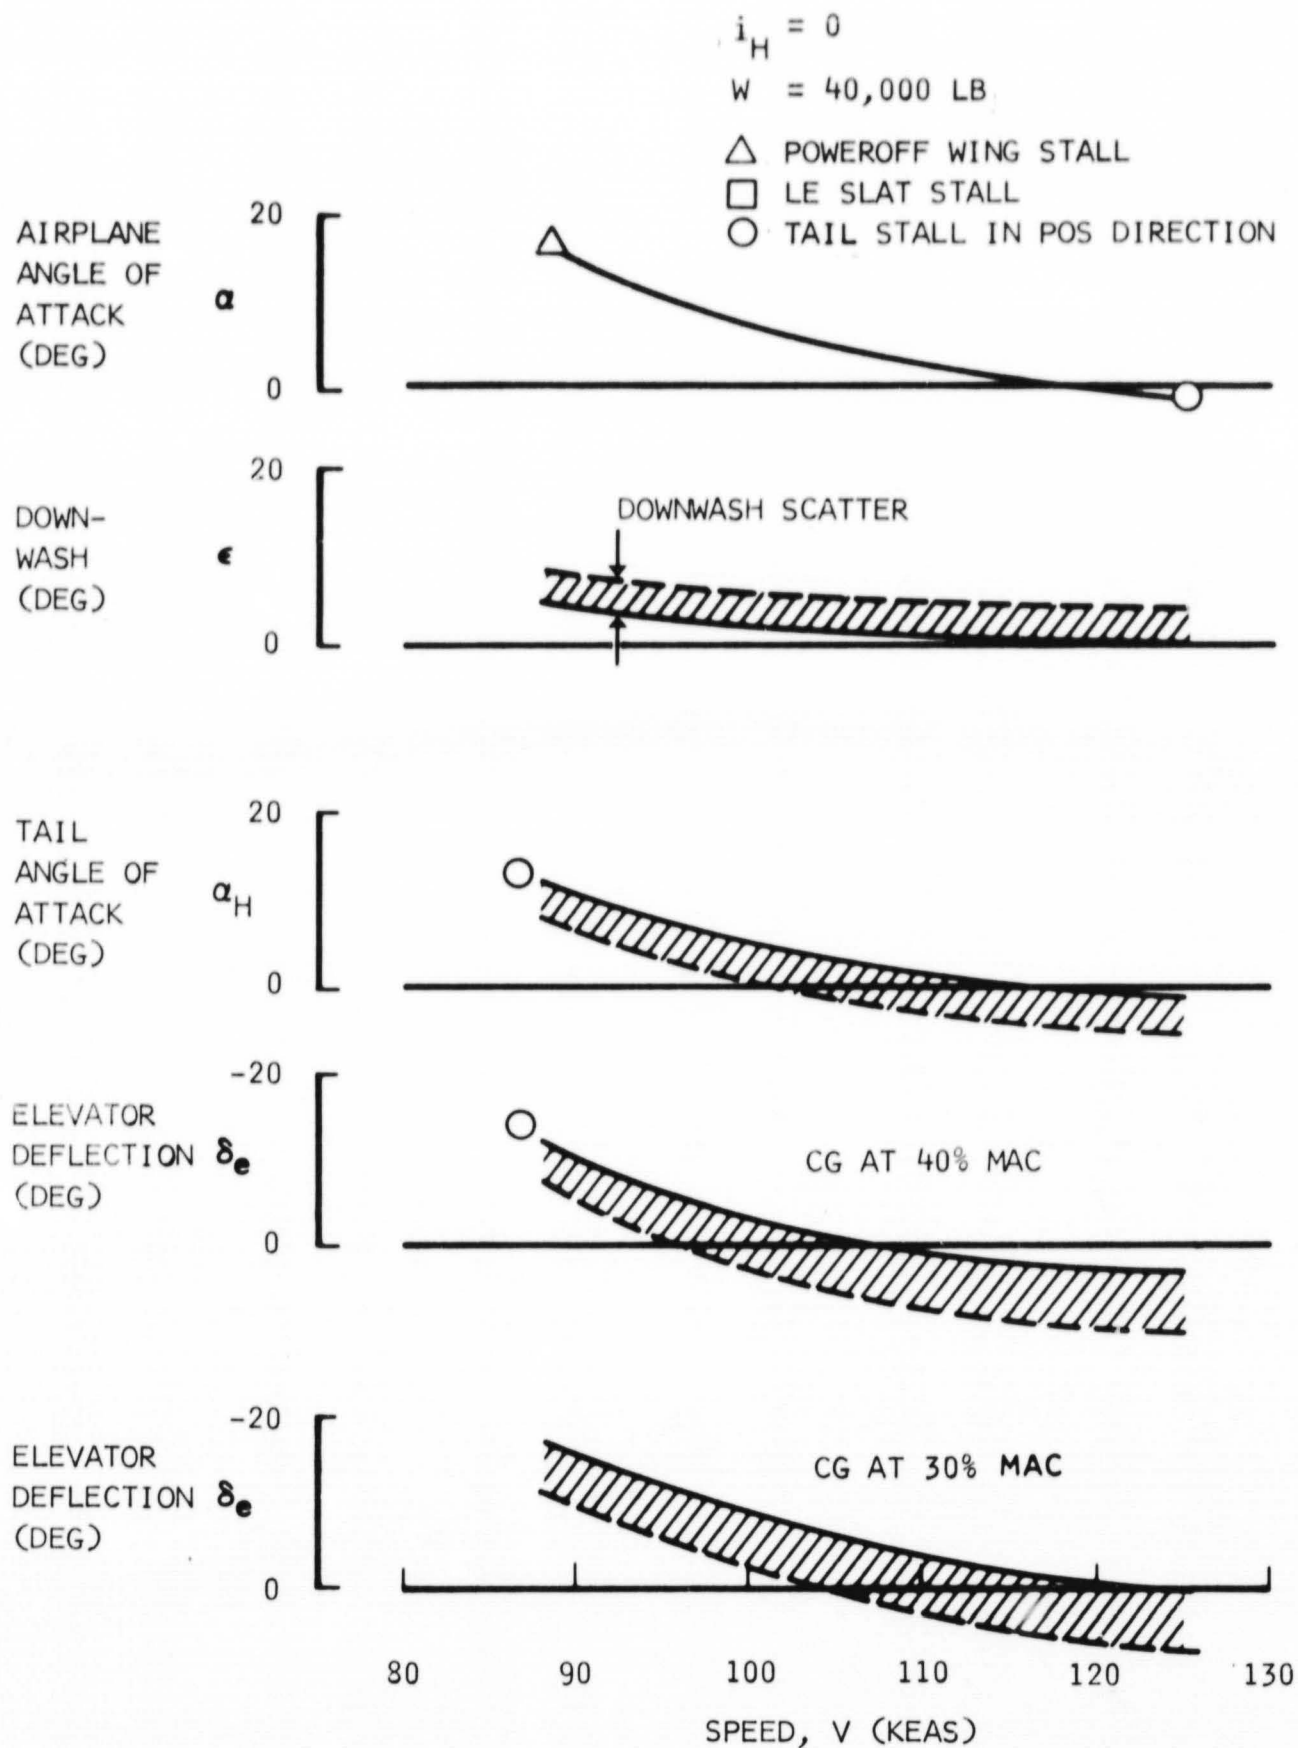 i_H = 0
W = 40,000 LB
△ POWEROFF WING STALL
□ LE SLAT STALL
○ TAIL STALL IN POS DIRECTION
AIRPLANE
ANGLE OF
ATTACK
(DEG)
α
20
0
DOWN-
WASH
(DEG)
ϵ
20
0
DOWNWASH SCATTER
TAIL
ANGLE OF
ATTACK
(DEG)
α_H
20
0
ELEVATOR
DEFLECTION δ_e
(DEG)
-20
0
CG AT 40% MAC
ELEVATOR
DEFLECTION δ_e
(DEG)
-20
0
CG AT 30% MAC
80 90 100 110 120 130
SPEED, V (KEAS)